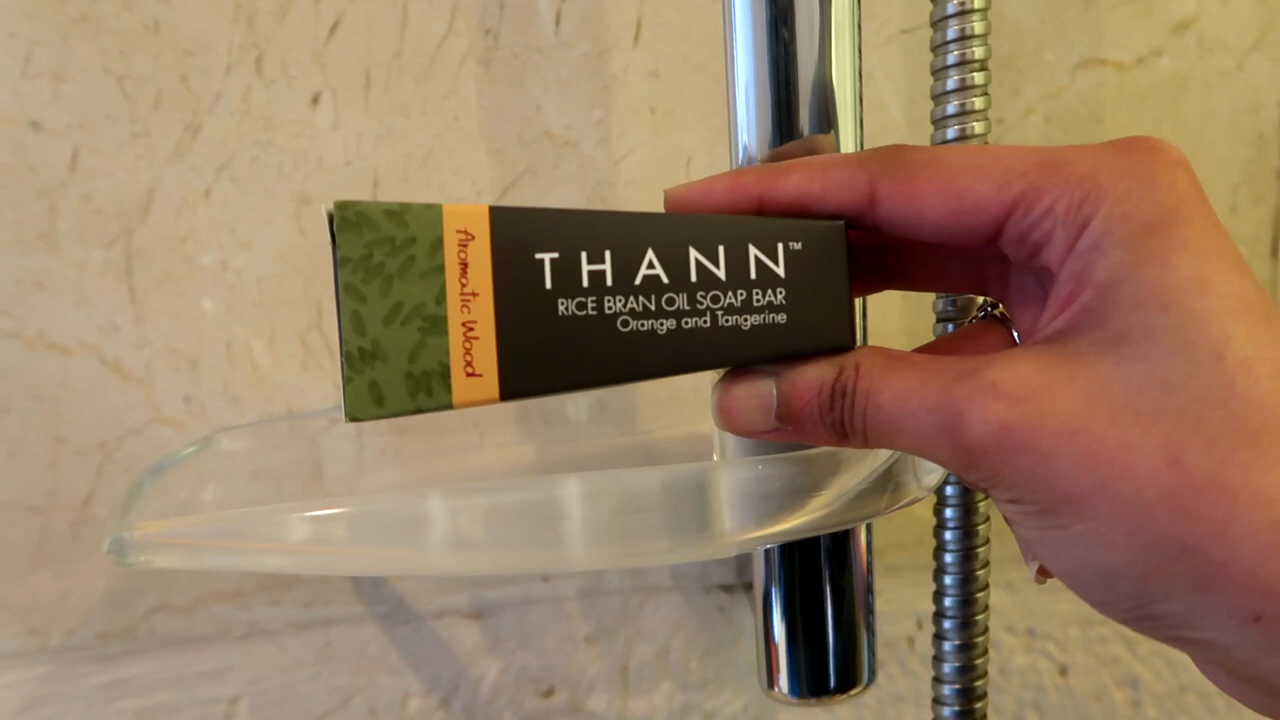 Aromatic Wood
THANN™
RICE BRAN OIL SOAP BAR
Orange and Tangerine